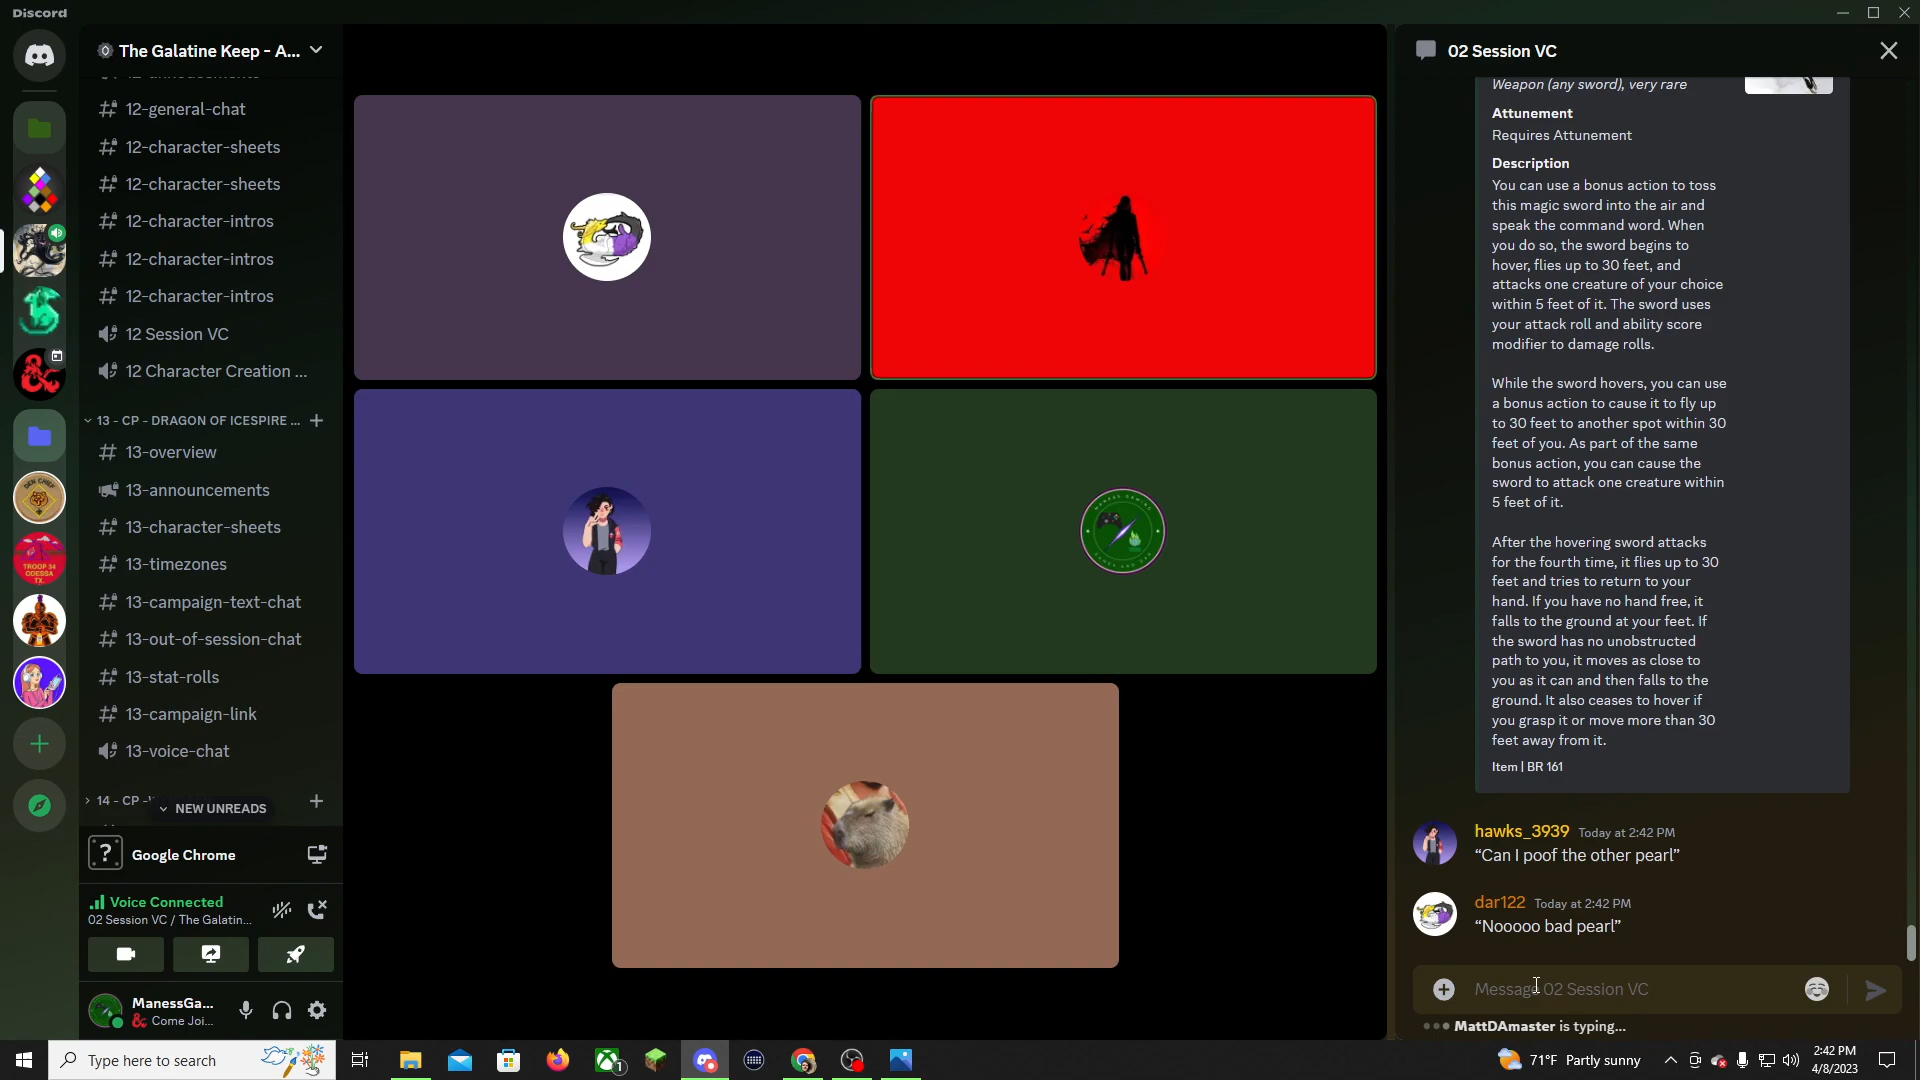 Discord
The Galatine Keep - A...
12-general-chat
12-character-sheets
12-character-sheets
12-character-intros
12-character-intros
12-character-intros
12 Session VC
12 Character Creation ...
13 - CP - DRAGON OF ICESPIRE ...
13-overview
13-announcements
13-character-sheets
13-timezones
13-campaign-text-chat
13-out-of-session-chat
13-stat-rolls
13-campaign-link
13-voice-chat
14 - CP -
NEW UNREADS
Google Chrome
Voice Connected
02 Session VC / The Galatin...
ManessGa...
Come Joi...
DEN CHIEF
TROOP 34
ODESSA
TX.
MANESS GAMING
GAMES AND D&D
02 Session VC
Weapon (any sword), very rare
Attunement
Requires Attunement
Description
You can use a bonus action to toss
this magic sword into the air and
speak the command word. When
you do so, the sword begins to
hover, flies up to 30 feet, and
attacks one creature of your choice
within 5 feet of it. The sword uses
your attack roll and ability score
modifier to damage rolls.
While the sword hovers, you can use
a bonus action to cause it to fly up
to 30 feet to another spot within 30
feet of you. As part of the same
bonus action, you can cause the
sword to attack one creature within
5 feet of it.
After the hovering sword attacks
for the fourth time, it flies up to 30
feet and tries to return to your
hand. If you have no hand free, it
falls to the ground at your feet. If
the sword has no unobstructed
path to you, it moves as close to
you as it can and then falls to the
ground. It also ceases to hover if
you grasp it or move more than 30
feet away from it.
Item | BR 161
hawks_3939 Today at 2:42 PM
“Can I poof the other pearl”
dar122 Today at 2:42 PM
“Nooooo bad pearl”
Message 02 Session VC
MattDAmaster is typing...
Type here to search
1
71°F Partly sunny
2:42 PM
4/8/2023